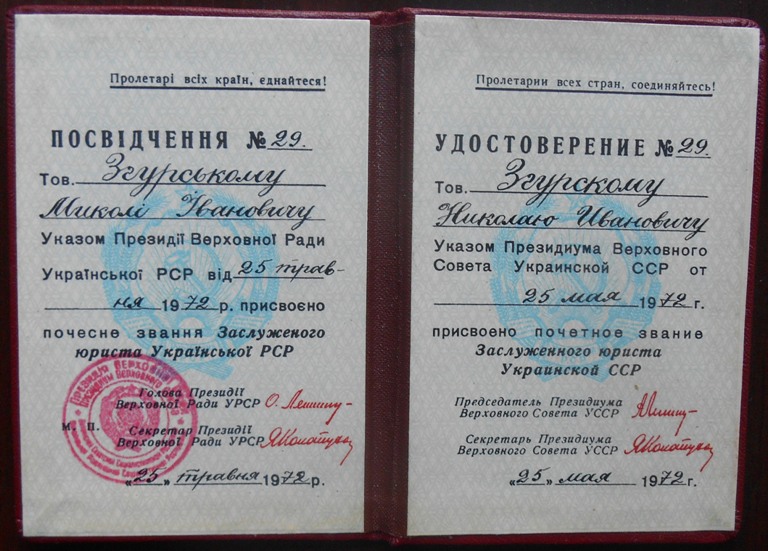 Пролетарі всіх країн, єднайтеся!
ПОСВІДЧЕННЯ № 29.
Тов. Згурському
Миколі Івановичу
Указом Президії Верховної Ради
Української РСР від 25 трав-
ня 1972 р. присвоєно
почесне звання Заслуженого
юриста Української РСР
Голова Президії
Верховної Ради УРСР
М. П.
Секретар Президії
Верховної Ради УРСР
«25» травня 1972 р.
Пролетарии всех стран, соединяйтесь!
УДОСТОВЕРЕНИЕ № 29.
Тов. Згурскому
Николаю Ивановичу
Указом Президиума Верховного
Совета Украинской ССР от
25 мая 1972 г.
присвоено почетное звание
Заслуженного юриста
Украинской ССР
Председатель Президиума
Верховного Совета УССР
Секретарь Президиума
Верховного Совета УССР
«25» мая 1972 г.